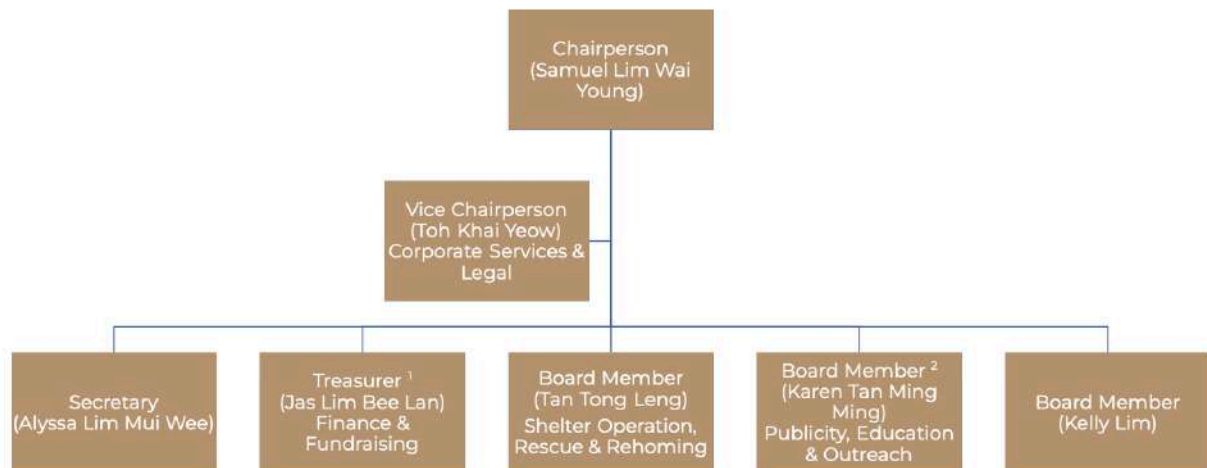 Chairperson
(Samuel Lim Wai
Young)
Vice Chairperson
(Toh Khai Yeow)
Corporate Services &
Legal
Secretary
(Alyssa Lim Mui Wee)
Treasurer ¹
(Jas Lim Bee Lan)
Finance &
Fundraising
Board Member
(Tan Tong Leng)
Shelter Operation,
Rescue & Rehoming
Board Member ²
(Karen Tan Ming
Ming)
Publicity, Education
& Outreach
Board Member
(Kelly Lim)